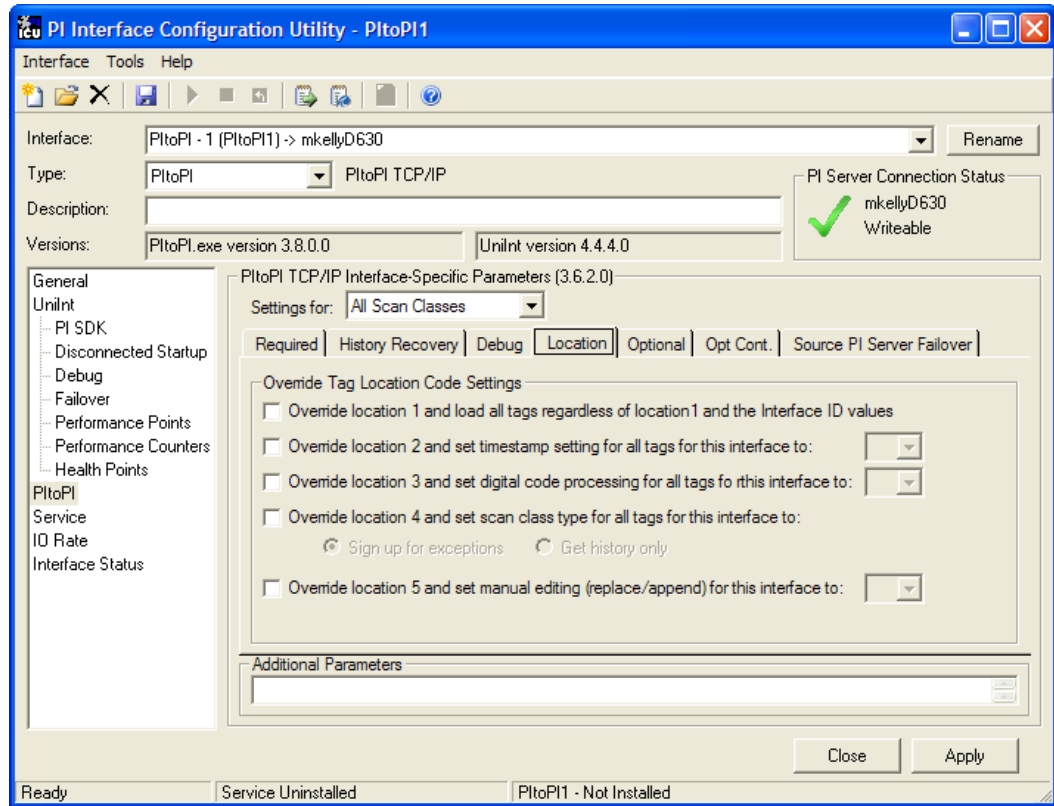 PI Interface Configuration Utility - PItoPI1
Interface Tools Help
Interface: PItoPI - 1 (PItoPI1) -> mkellyD630 Rename
Type: PItoPI PItoPI TCP/IP
PI Server Connection Status
mkellyD630
Writeable
Description:
Versions: PItoPI.exe version 3.8.0.0 UniInt version 4.4.4.0
General
UniInt
PI SDK
Disconnected Startup
Debug
Failover
Performance Points
Performance Counters
Health Points
PItoPI
Service
IO Rate
Interface Status
PItoPI TCP/IP Interface-Specific Parameters (3.6.2.0)
Settings for: All Scan Classes
Required History Recovery Debug Location Optional Opt Cont. Source PI Server Failover
Override Tag Location Code Settings
Override location 1 and load all tags regardless of location1 and the Interface ID values
Override location 2 and set timestamp setting for all tags for this interface to:
Override location 3 and set digital code processing for all tags fo rthis interface to:
Override location 4 and set scan class type for all tags for this interface to:
Sign up for exceptions Get history only
Override location 5 and set manual editing (replace/append) for this interface to:
Additional Parameters
Close Apply
Ready Service Uninstalled PItoPI1 - Not Installed